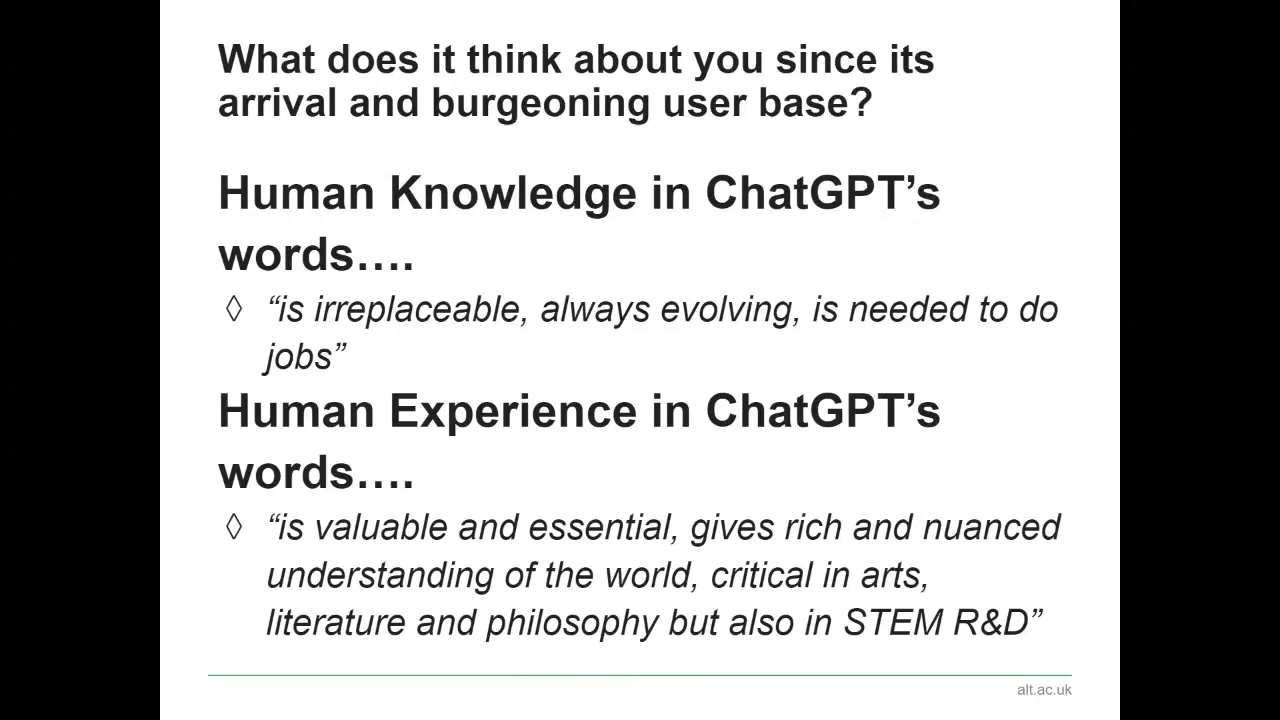 What does it think about you since its
arrival and burgeoning user base?
Human Knowledge in ChatGPT’s
words….
◊ “is irreplaceable, always evolving, is needed to do
jobs”
Human Experience in ChatGPT’s
words….
◊ “is valuable and essential, gives rich and nuanced
understanding of the world, critical in arts,
literature and philosophy but also in STEM R&D”
alt.ac.uk